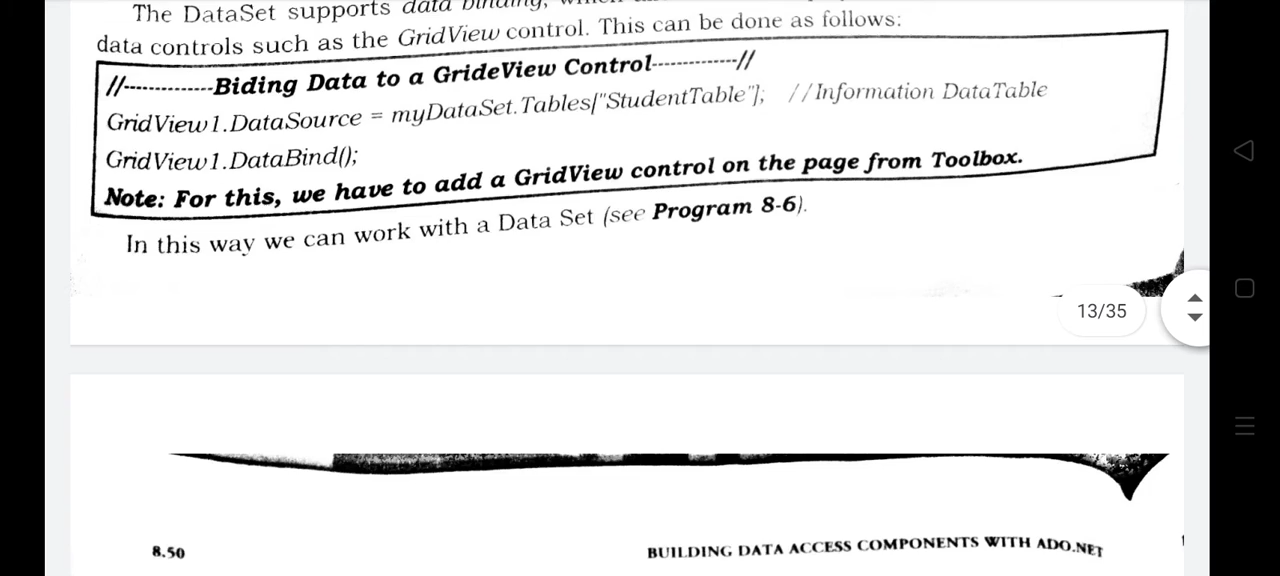 The DataSet supports data binding,
data controls such as the GridView control. This can be done as follows:
//-------------Biding Data to a GrideView Control-------------//
GridView1.DataSource = myDataSet.Tables["StudentTable"]; //Information DataTable
GridView1.DataBind();
Note: For this, we have to add a GridView control on the page from Toolbox.
In this way we can work with a Data Set (see Program 8-6).
13/35
8.50 BUILDING DATA ACCESS COMPONENTS WITH ADO.NET